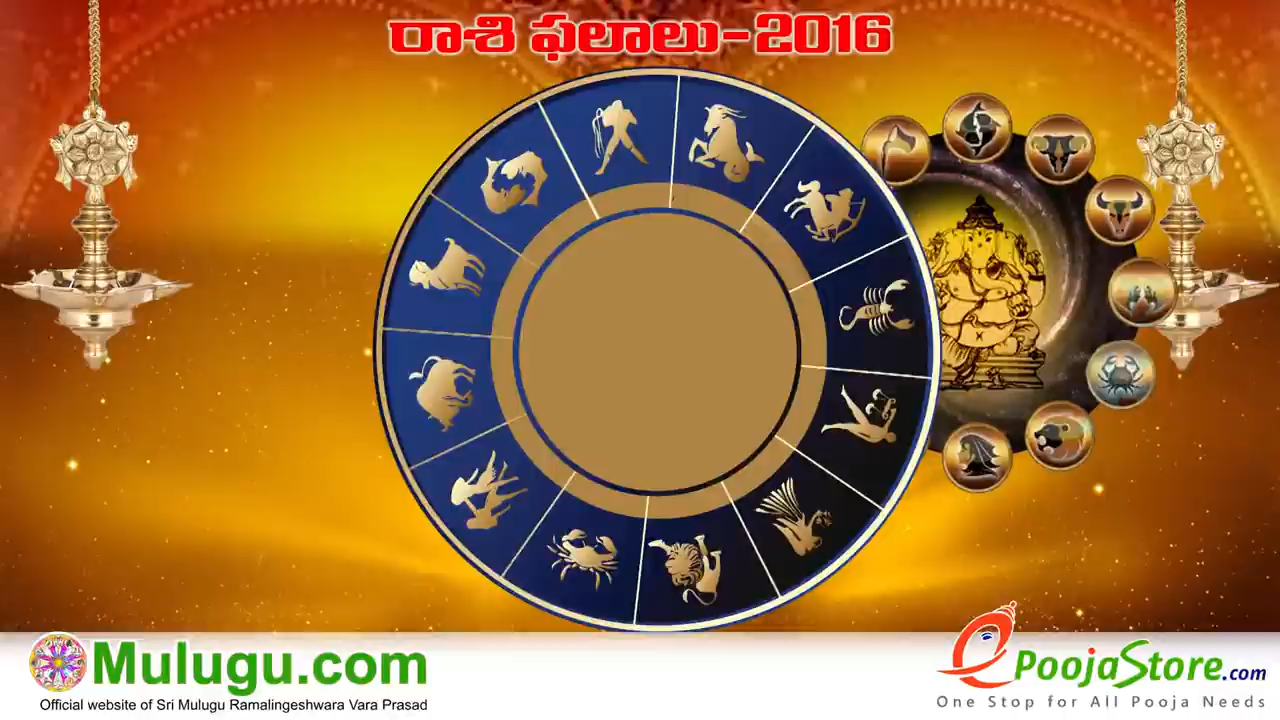 రాశి ఫలాలు-2016
Mulugu.com
Official website of Sri Mulugu Ramalingeshwara Vara Prasad
ePoojaStore.com
One Stop for All Pooja Needs